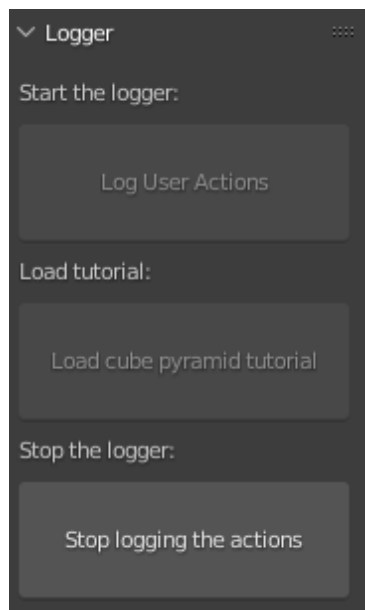 Logger
Start the logger:
Log User Actions
Load tutorial:
Load cube pyramid tutorial
Stop the logger:
Stop logging the actions